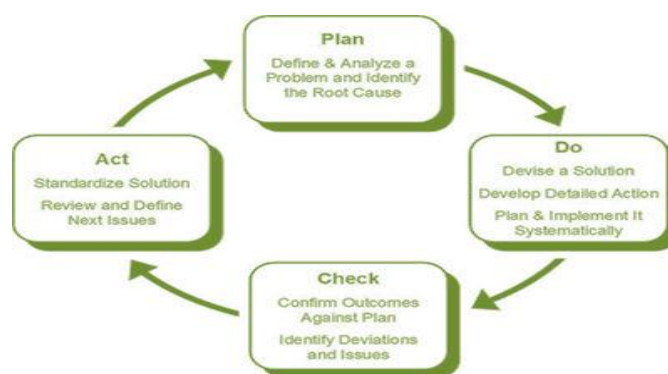 Plan
Define & Analyze a
Problem and Identify
the Root Cause
Do
Devise a Solution
Develop Detailed Action
Plan & Implement It
Systematically
Check
Confirm Outcomes
Against Plan
Identify Deviations
and Issues
Act
Standardize Solution
Review and Define
Next Issues